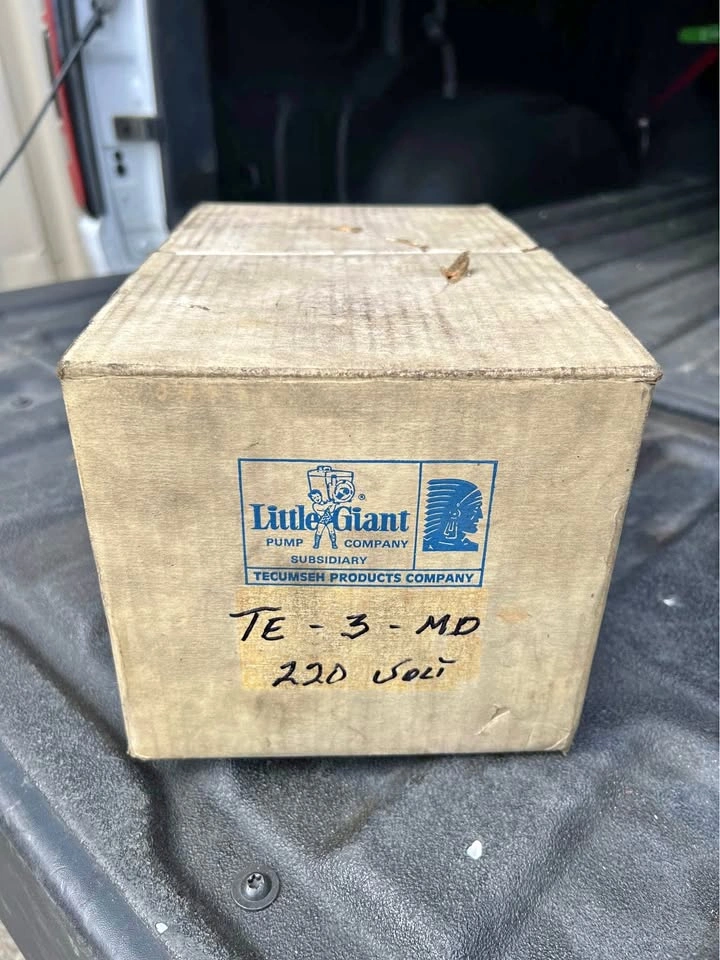 Little Giant ®
PUMP COMPANY
SUBSIDIARY
TECUMSEH PRODUCTS COMPANY
TE - 3 - MD
220 Volt